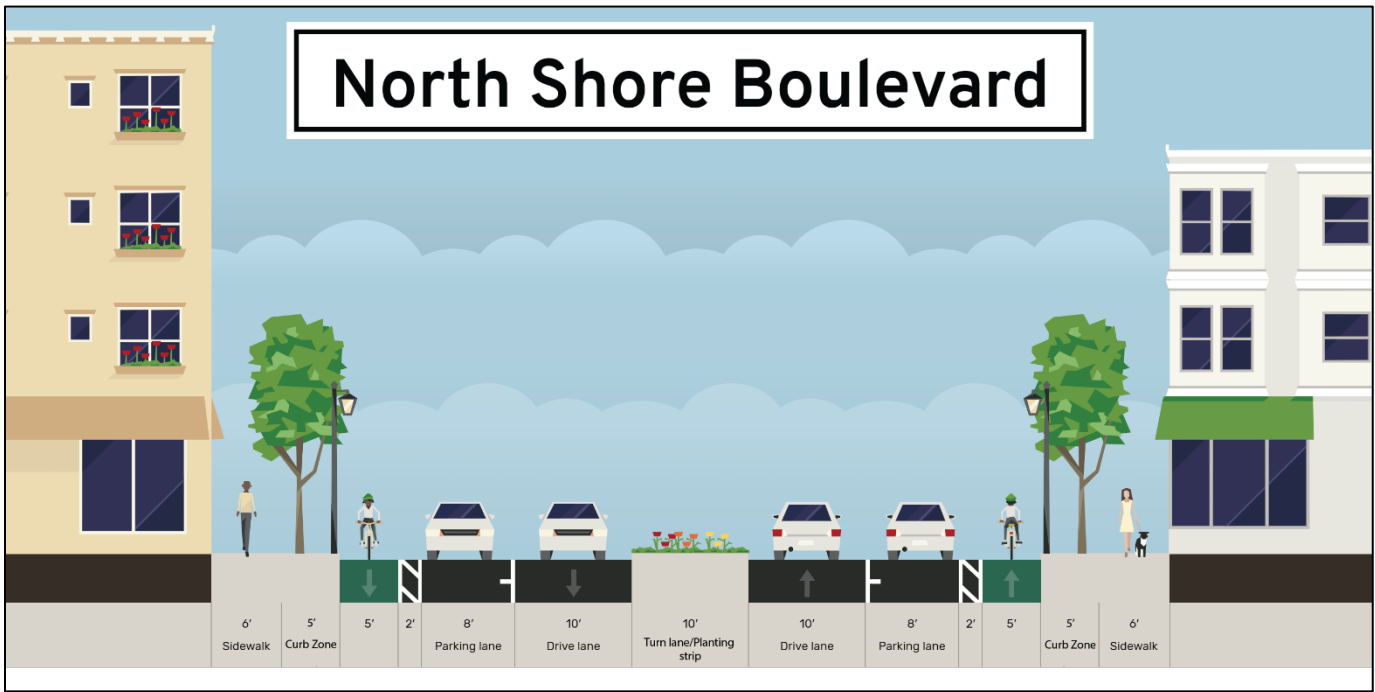 North Shore Boulevard
6’ 5’ 5’ 2’ 8’ 10’ 10’ 10’ 8’ 2’ 5’ 5’ 6’
Sidewalk Curb Zone Parking lane Drive lane Turn lane/Planting Drive lane Parking lane Curb Zone Sidewalk
strip